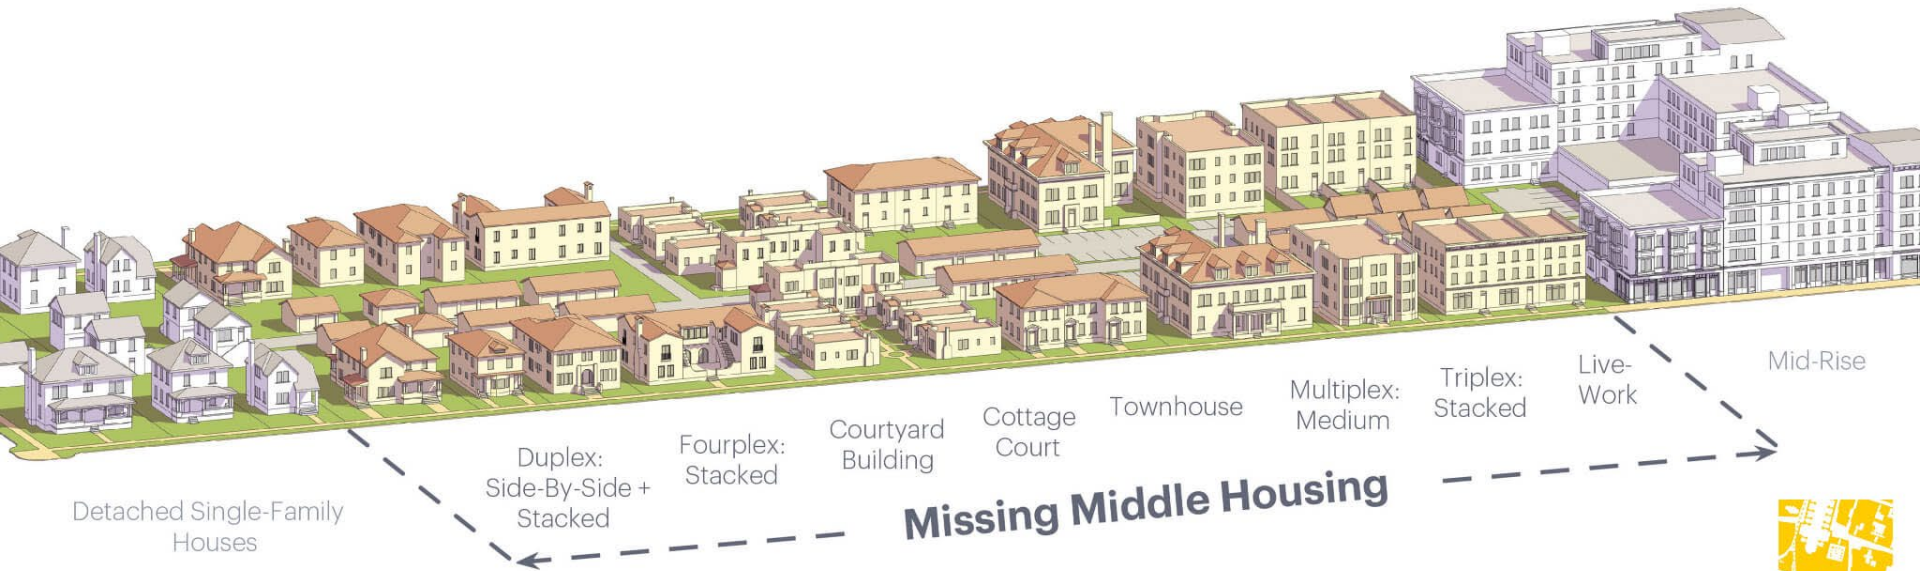 Detached Single-Family
Houses
Duplex:
Side-By-Side +
Stacked
Fourplex:
Stacked
Courtyard
Building
Cottage
Court
Townhouse
Multiplex:
Medium
Triplex:
Stacked
Live-
Work
Mid-Rise
Missing Middle Housing